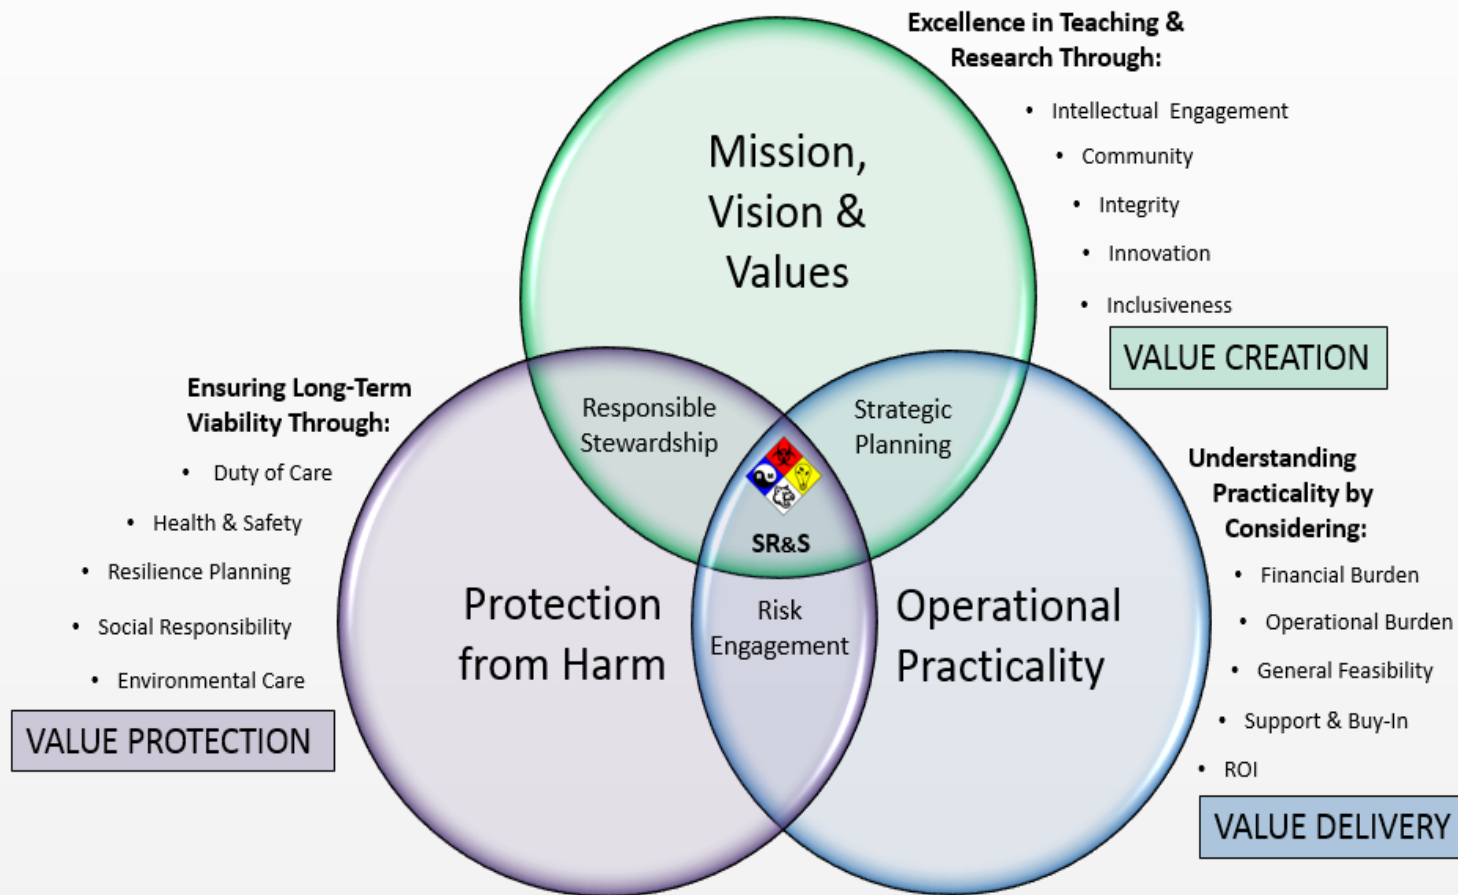 Excellence in Teaching &
Research Through:
• Intellectual Engagement
• Community
• Integrity
• Innovation
• Inclusiveness
VALUE CREATION
Mission,
Vision &
Values
Ensuring Long-Term
Viability Through:
• Duty of Care
• Health & Safety
• Resilience Planning
• Social Responsibility
• Environmental Care
VALUE PROTECTION
Responsible
Stewardship
Strategic
Planning
SR&S
Protection
from Harm
Risk
Engagement
Operational
Practicality
Understanding
Practicality by
Considering:
• Financial Burden
• Operational Burden
• General Feasibility
• Support & Buy-In
• ROI
VALUE DELIVERY